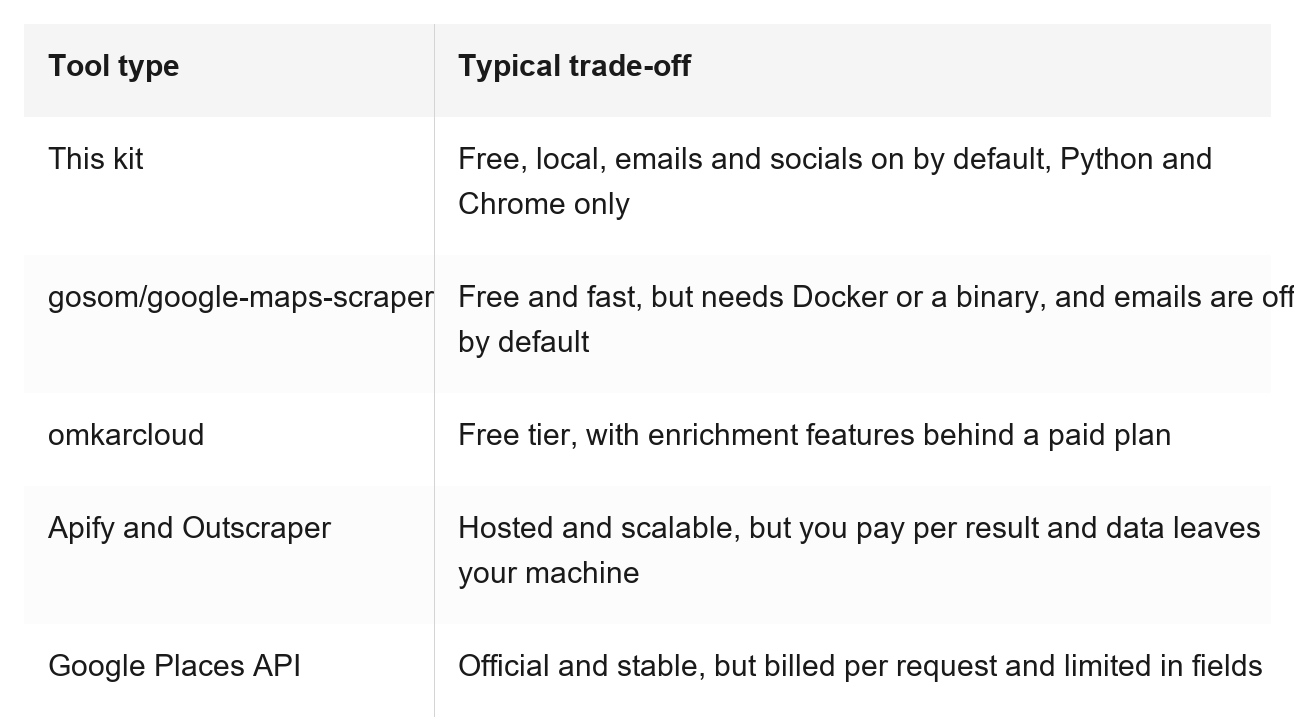 Tool type
Typical trade-off
This kit
Free, local, emails and socials on by default, Python and
Chrome only
gosom/google-maps-scraper
Free and fast, but needs Docker or a binary, and emails are off
by default
omkarcloud
Free tier, with enrichment features behind a paid plan
Apify and Outscraper
Hosted and scalable, but you pay per result and data leaves
your machine
Google Places API
Official and stable, but billed per request and limited in fields